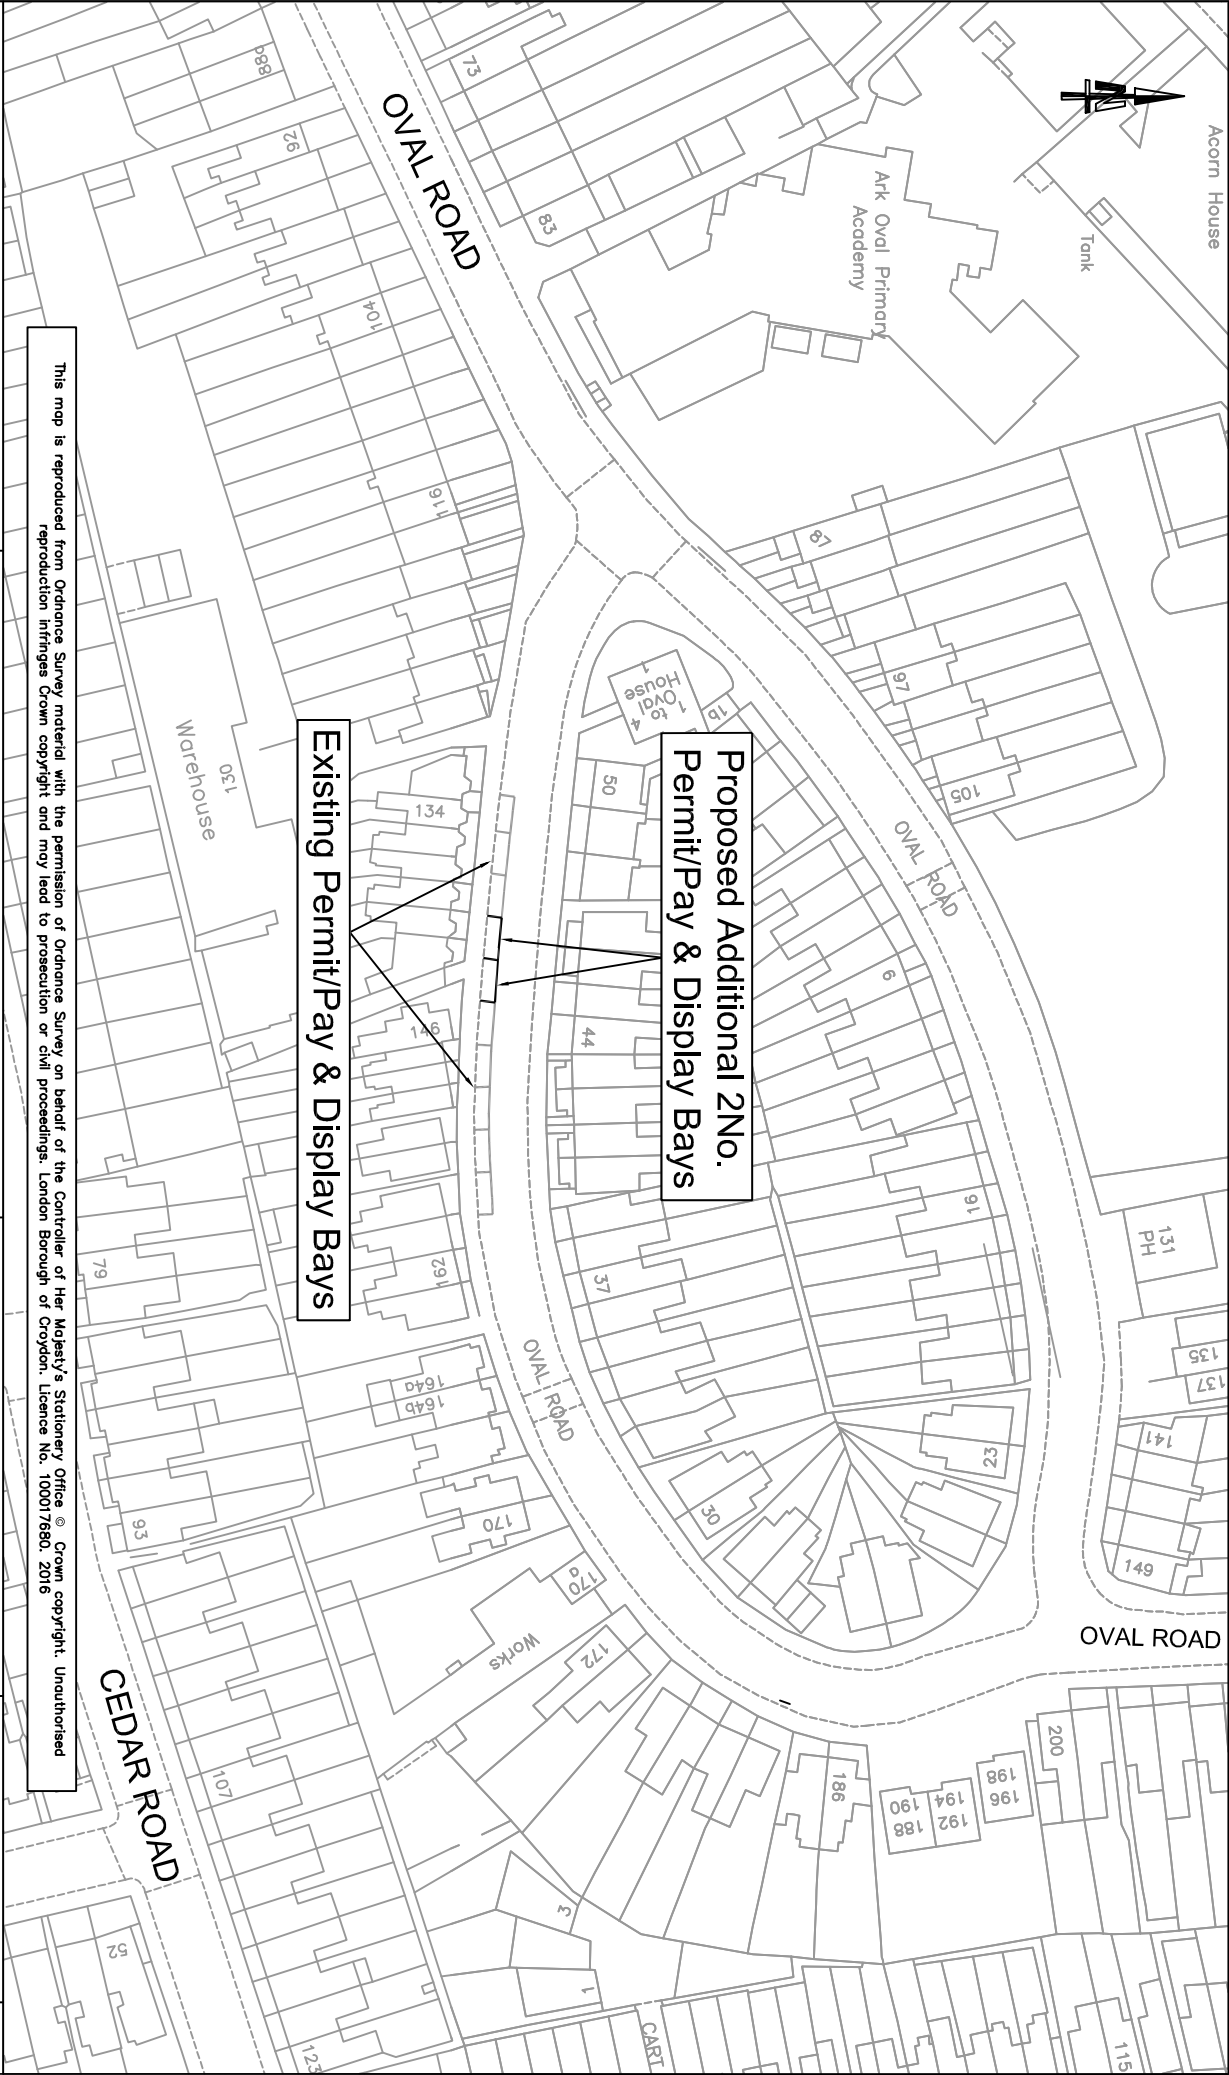 Acorn House
Tank
Ark Oval Primary
Academy
N
OVAL ROAD
131
PH
135
137
141
149
115
200
198
196
194
192
190
188
186
23
16
105
97
87
OVAL ROAD
6
83
73
1b
1 to 4
Oval
House
1
Proposed Additional 2No.
Permit/Pay & Display Bays
50
44
37
30
OVAL ROAD
CART
1
3
172
170a
Works
170
OVAL ROAD
164a
164b
162
146
134
116
104
92
88a
Existing Permit/Pay & Display Bays
130
Warehouse
123
107
CEDAR ROAD
93
79
52
This map is reproduced from Ordnance Survey material with the permission of Ordnance Survey on behalf of the Controller of Her Majesty's Stationery Office © Crown copyright. Unauthorised
reproduction infringes Crown copyright and may lead to prosecution or civil proceedings. London Borough of Croydon. Licence No. 100017680. 2016